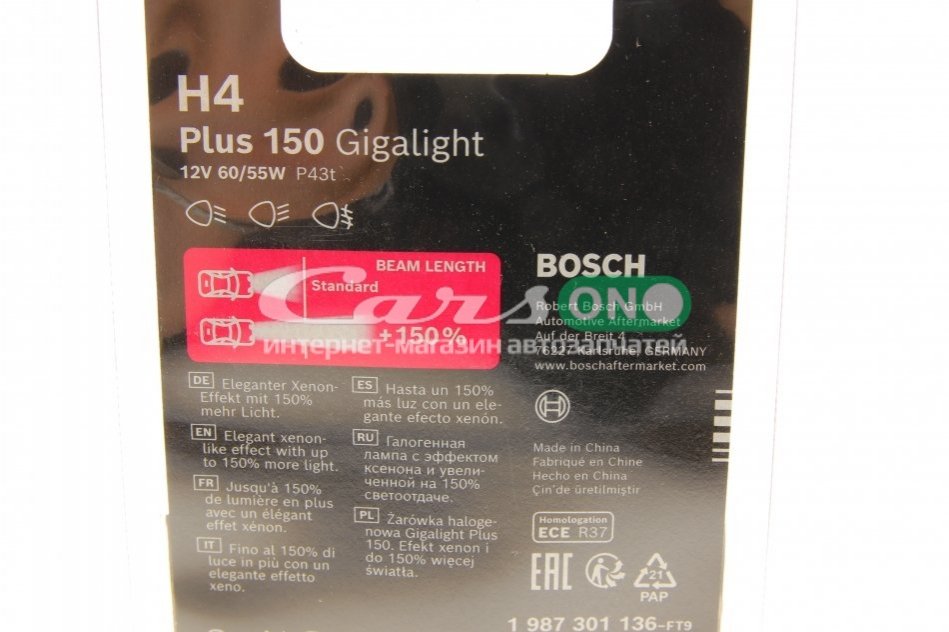 H4
Plus 150 Gigalight
12V 60/55W P43t
BEAM LENGTH
Standard
+150%
DE Eleganter Xenon-
Effekt mit 150%
mehr Licht.
EN Elegant xenon-
like effect with up
to 150% more light.
FR Jusqu'à 150%
de lumière en plus
avec un élégant
effet xénon.
IT Fino al 150% di
luce in più con un
elegante effetto
xeno.
ES Hasta un 150%
más luz con un ele-
gante efecto xenón.
RU Галогенная
лампа с эффектом
ксенона и увели-
ченной на 150%
светоотдаче.
PL Żarówka haloge-
nowa Gigalight Plus
150. Efekt xenon i
do 150% więcej
światła.
BOSCH
Robert Bosch GmbH
Automotive Aftermarket
Auf der Breit 4
76227 Karlsruhe, GERMANY
www.boschaftermarket.com
Made in China
Fabriqué en Chine
Hecho en China
Çin'de üretilmiştir
Homologation
ECE R37
EAC
21
PAP
1 987 301 136-FT9
Cars ONO
интернет-магазин автозапчастей